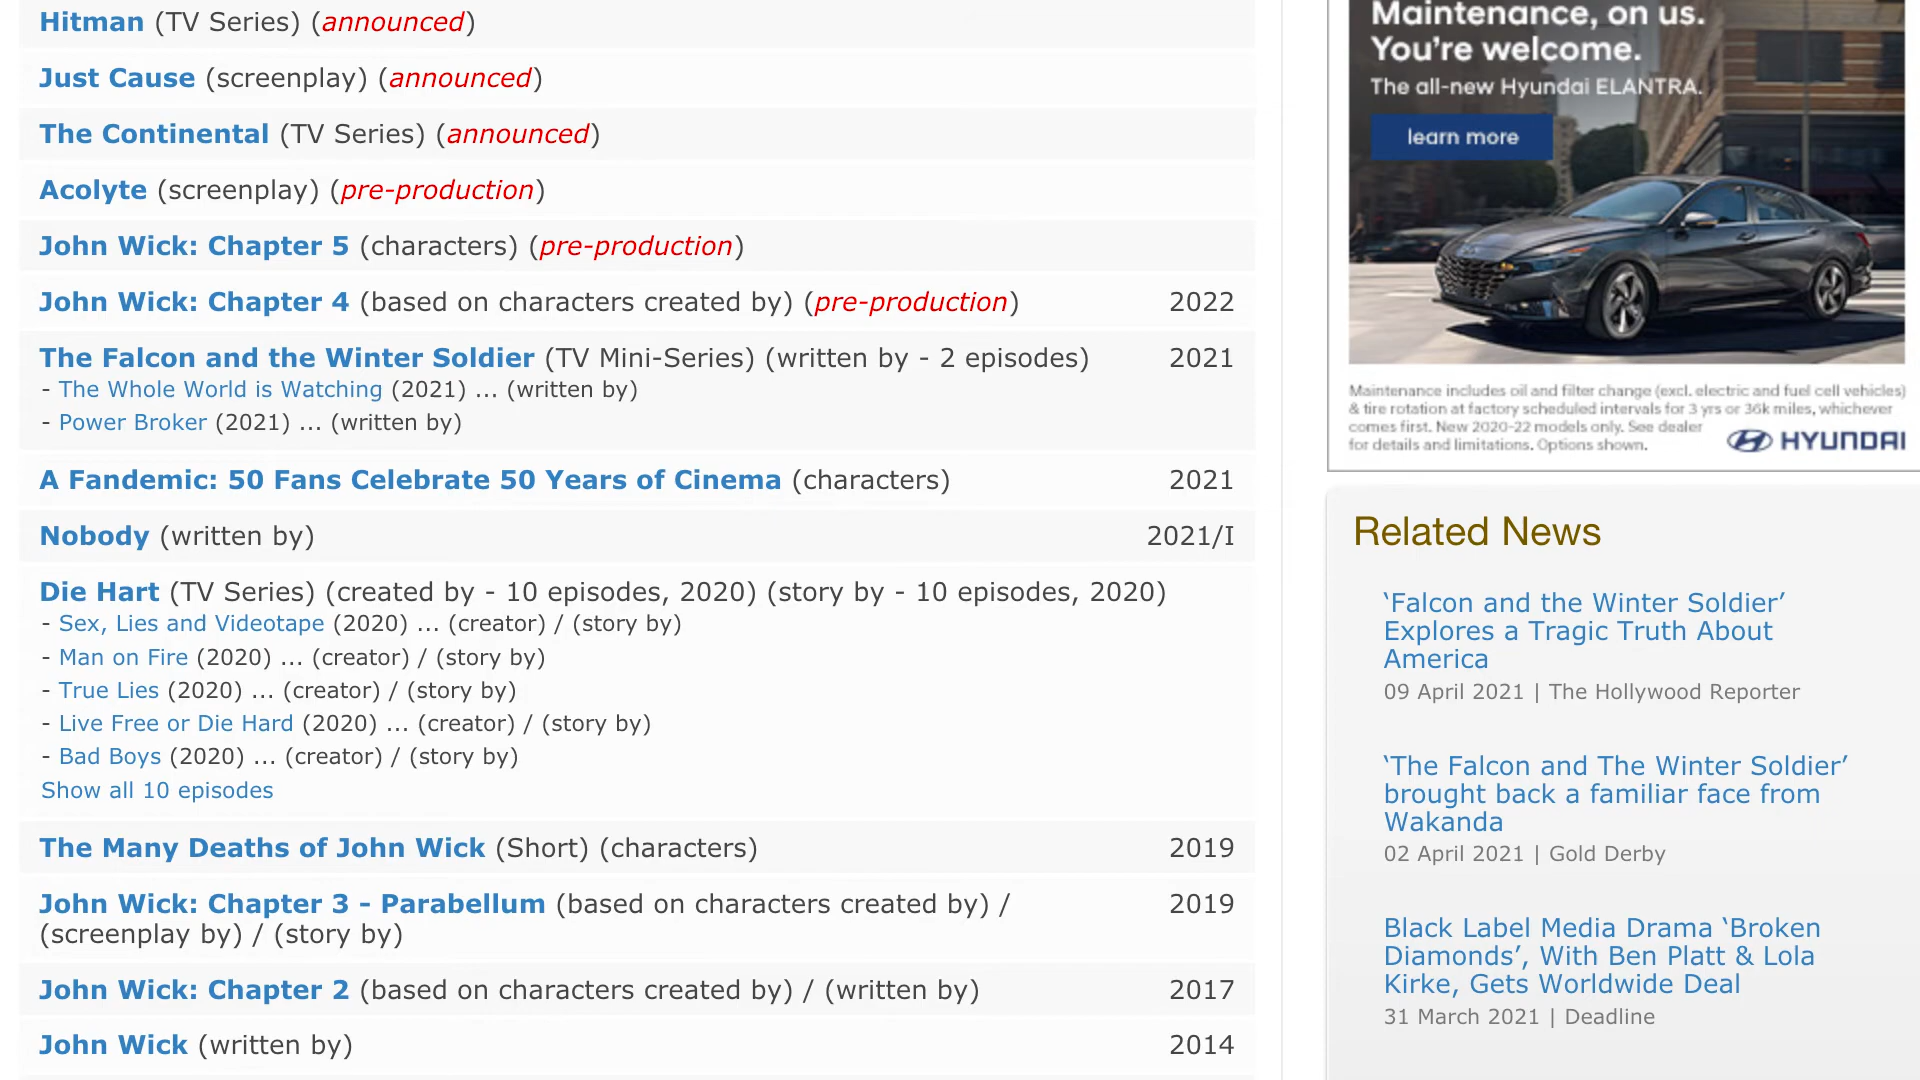 Hitman (TV Series) (announced)
Just Cause (screenplay) (announced)
The Continental (TV Series) (announced)
Acolyte (screenplay) (pre-production)
John Wick: Chapter 5 (characters) (pre-production)
John Wick: Chapter 4 (based on characters created by) (pre-production) 2022
The Falcon and the Winter Soldier (TV Mini-Series) (written by - 2 episodes) 2021
- The Whole World is Watching (2021) ... (written by)
- Power Broker (2021) ... (written by)
A Fandemic: 50 Fans Celebrate 50 Years of Cinema (characters) 2021
Nobody (written by) 2021/I
Die Hart (TV Series) (created by - 10 episodes, 2020) (story by - 10 episodes, 2020)
- Sex, Lies and Videotape (2020) ... (creator) / (story by)
- Man on Fire (2020) ... (creator) / (story by)
- True Lies (2020) ... (creator) / (story by)
- Live Free or Die Hard (2020) ... (creator) / (story by)
- Bad Boys (2020) ... (creator) / (story by)
Show all 10 episodes
The Many Deaths of John Wick (Short) (characters) 2019
John Wick: Chapter 3 - Parabellum (based on characters created by) / 2019
(screenplay by) / (story by)
John Wick: Chapter 2 (based on characters created by) / (written by) 2017
John Wick (written by) 2014
Maintenance, on us.
You're welcome.
The all-new Hyundai ELANTRA.
learn more
Maintenance includes oil and filter change (excl. electric and fuel cell vehicles)
& tire rotation at factory scheduled intervals for 3 yrs or 36k miles, whichever
comes first. New 2020-22 models only. See dealer
for details and limitations. Options shown.
HYUNDAI
Related News
‘Falcon and the Winter Soldier’
Explores a Tragic Truth About
America
09 April 2021 | The Hollywood Reporter
‘The Falcon and The Winter Soldier’
brought back a familiar face from
Wakanda
02 April 2021 | Gold Derby
Black Label Media Drama ‘Broken
Diamonds’, With Ben Platt & Lola
Kirke, Gets Worldwide Deal
31 March 2021 | Deadline